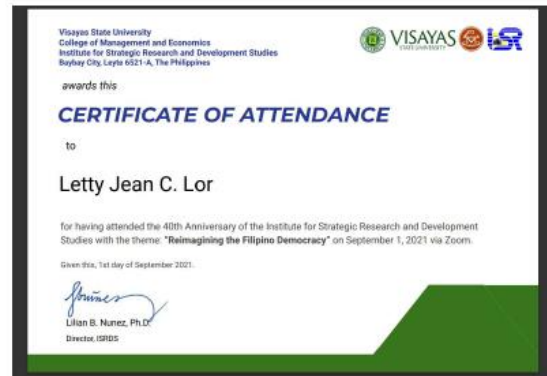 Visayas State University
College of Management and Economics
Institute for Strategic Research and Development Studies
Baybay City, Leyte 6521-A, The Philippines
VISAYAS
STATE UNIVERSITY
awards this
CERTIFICATE OF ATTENDANCE
to
Letty Jean C. Lor
for having attended the 40th Anniversary of the Institute for Strategic Research and Development
Studies with the theme: "Reimagining the Filipino Democracy" on September 1, 2021 via Zoom.
Given this, 1st day of September 2021.
Lilian B. Nunez, Ph.D.
Director, ISRDS